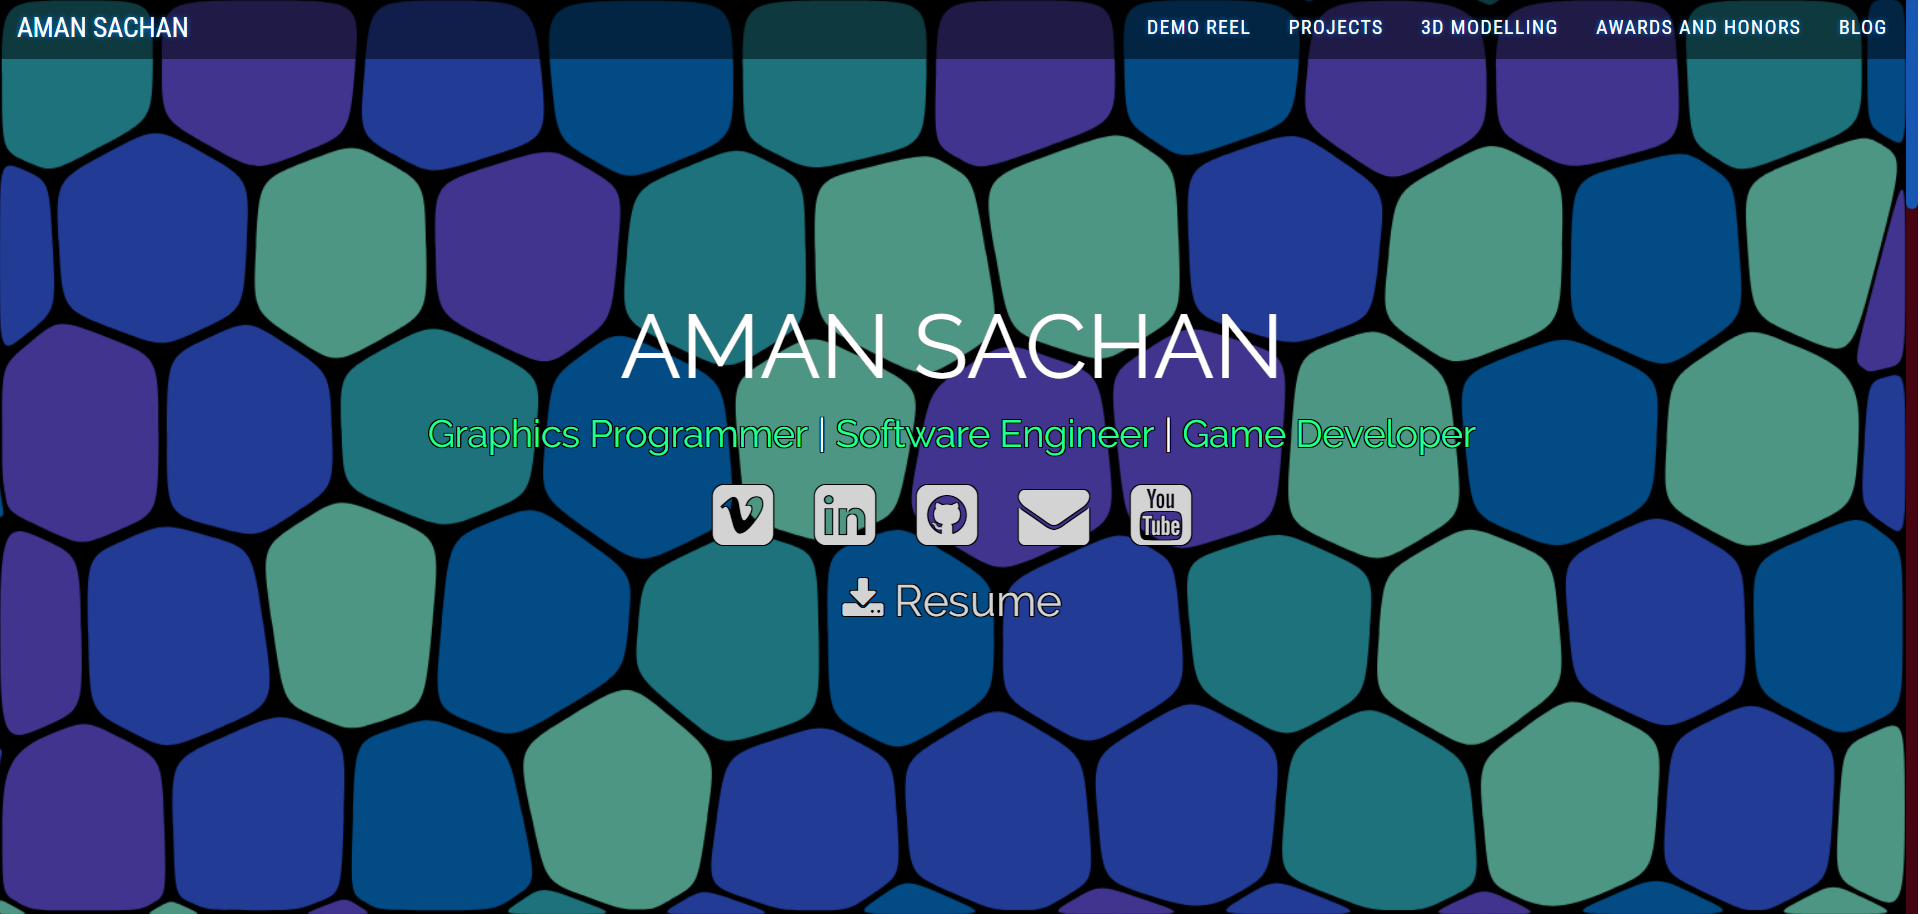 AMAN SACHAN DEMO REEL PROJECTS 3D MODELLING AWARDS AND HONORS BLOG
AMAN SACHAN
Graphics Programmer | Software Engineer | Game Developer
in You Tube
Resume